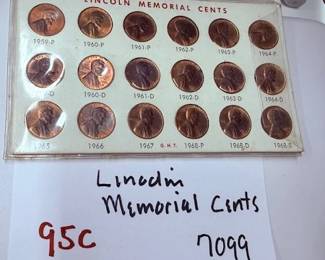 LINCOLN MEMORIAL CENTS
1959-P 1960-P 1961-P 1962-P 1963-P 1964-P
-D 1960-D 1961-D 1962-D 1963-D 1964-D
1965 1966 1967 1968-P 1968-D 1968-S
G.H.T.
Lincoln
Memorial Cents
95C 7099